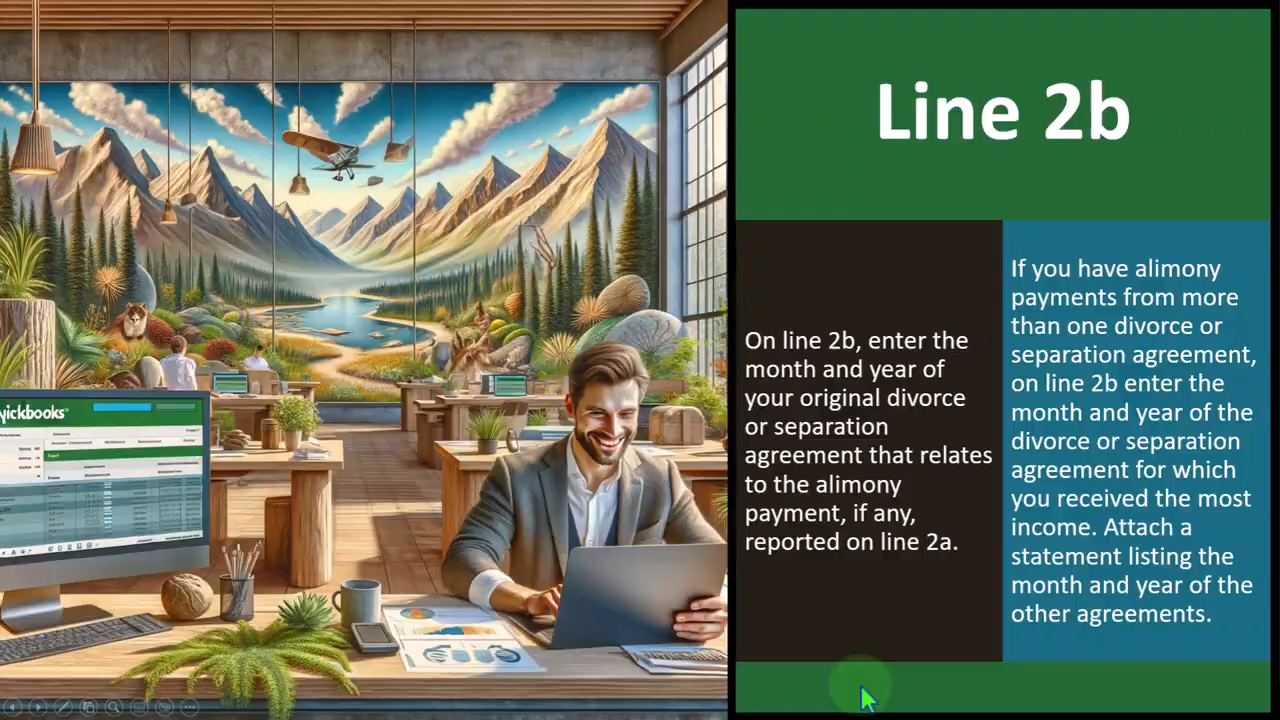 Line 2b
On line 2b, enter the
month and year of
your original divorce
or separation
agreement that relates
to the alimony
payment, if any,
reported on line 2a.
If you have alimony
payments from more
than one divorce or
separation agreement,
on line 2b enter the
month and year of the
divorce or separation
agreement for which
you received the most
income. Attach a
statement listing the
month and year of the
other agreements.